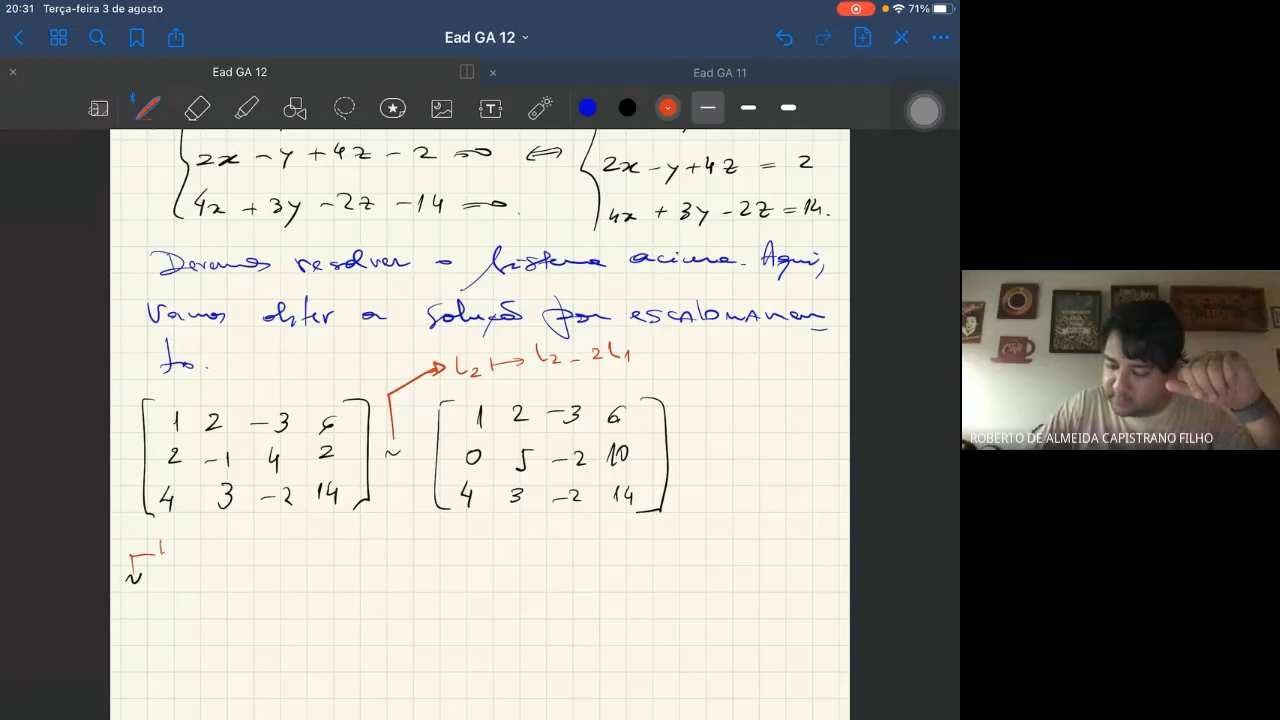 20:31 Terça-feira 3 de agosto 71%
Ead GA 12
Ead GA 12 Ead GA 11
2x - y + 4z - 2 = 0 ⇔ 2x - y + 4z = 2
4x + 3y - 2z - 14 = 0. 4x + 3y - 2z = 14.
Devemos resolver o sistema acima. Aqui,
vamos obter a solução por escalonamen
to.
L2 ↦ L2 - 2L1
1 2 -3 6 1 2 -3 6
2 -1 4 2 ~ 0 5 -2 10
4 3 -2 14 4 3 -2 14
~
ROBERTO DE ALMEIDA CAPISTRANO FILHO